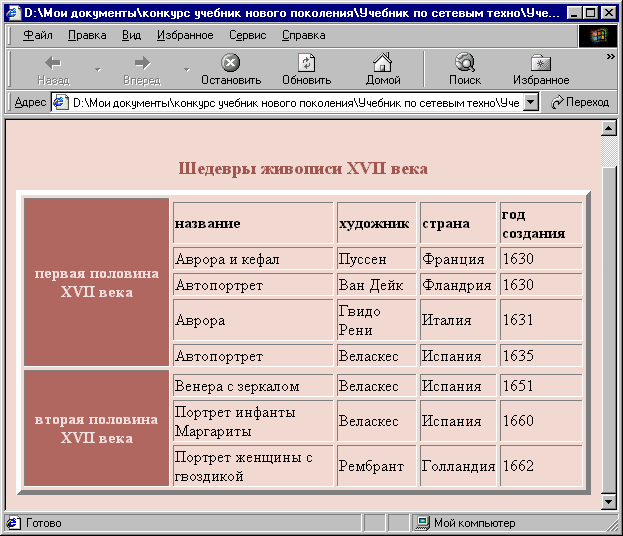 D:\Мои документы\конкурс учебник нового поколения\Учебник по сетевым техно\Уче...
Файл Правка Вид Избранное Сервис Справка
Назад Вперед Остановить Обновить Домой Поиск Избранное »
Адрес D:\Мои документы\конкурс учебник нового поколения\Учебник по сетевым техно\Уче Переход
Шедевры живописи XVII века
название художник страна год
создания
первая половина
XVII века
Аврора и кефал Пуссен Франция 1630
Автопортрет Ван Дейк Фландрия 1630
Аврора Гвидо
Рени Италия 1631
Автопортрет Веласкес Испания 1635
вторая половина
XVII века
Венера с зеркалом Веласкес Испания 1651
Портрет инфанты
Маргариты Веласкес Испания 1660
Портрет женщины с
гвоздикой Рембрант Голландия 1662
Готово Мой компьютер